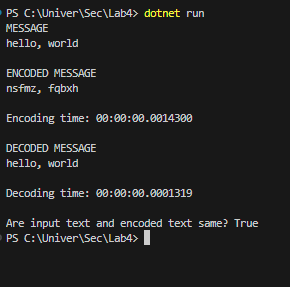 PS C:\Univer\Sec\Lab4> dotnet run
MESSAGE
hello, world
ENCODED MESSAGE
nsfmz, fqbxh
Encoding time: 00:00:00.0014300
DECODED MESSAGE
hello, world
Decoding time: 00:00:00.0001319
Are input text and encoded text same? True
PS C:\Univer\Sec\Lab4>